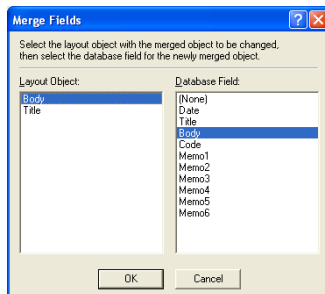 Merge Fields
Select the layout object with the merged object to be changed,
then select the database field for the newly merged object.
Layout Object:
Body
Title
Database Field:
(None)
Date
Title
Body
Code
Memo1
Memo2
Memo3
Memo4
Memo5
Memo6
OK
Cancel